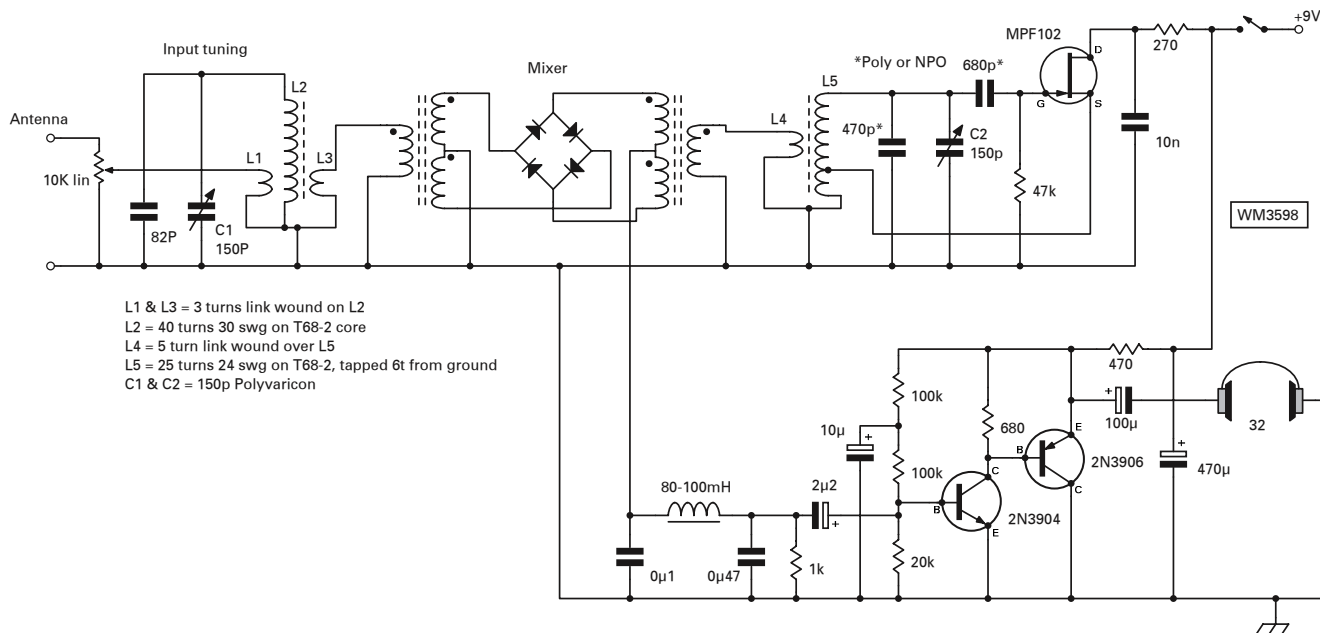 Input tuning
Mixer
*Poly or NPO
MPF102
+9V
270
D
G
S
680p*
L5
L2
Antenna
L4
470p*
C2
150p
10n
10K lin
L1
L3
47k
82P
C1
150P
WM3598
L1 & L3 = 3 turns link wound on L2
L2 = 40 turns 30 swg on T68-2 core
L4 = 5 turn link wound over L5
L5 = 25 turns 24 swg on T68-2, tapped 6t from ground
C1 & C2 = 150p Polyvaricon
470
100k
+
100µ
32
10µ
+
680
E
B
2N3906
C
+
470µ
100k
80-100mH
2µ2
+
C
B
2N3904
E
0µ1
0µ47
1k
20k